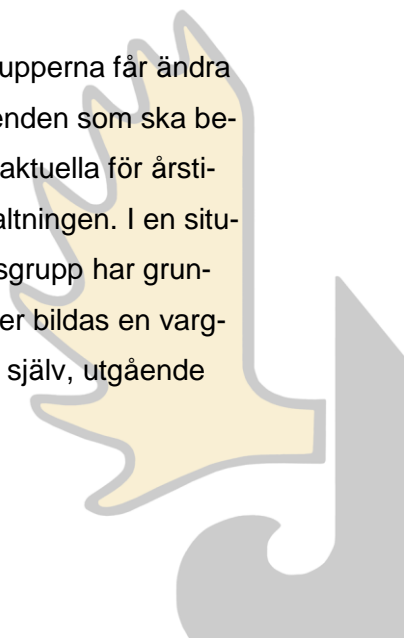 upperna får ändra
enden som ska be-
aktuella för årsti-
altningen. I en situ-
sgrupp har grun-
er bildas en varg-
själv, utgående